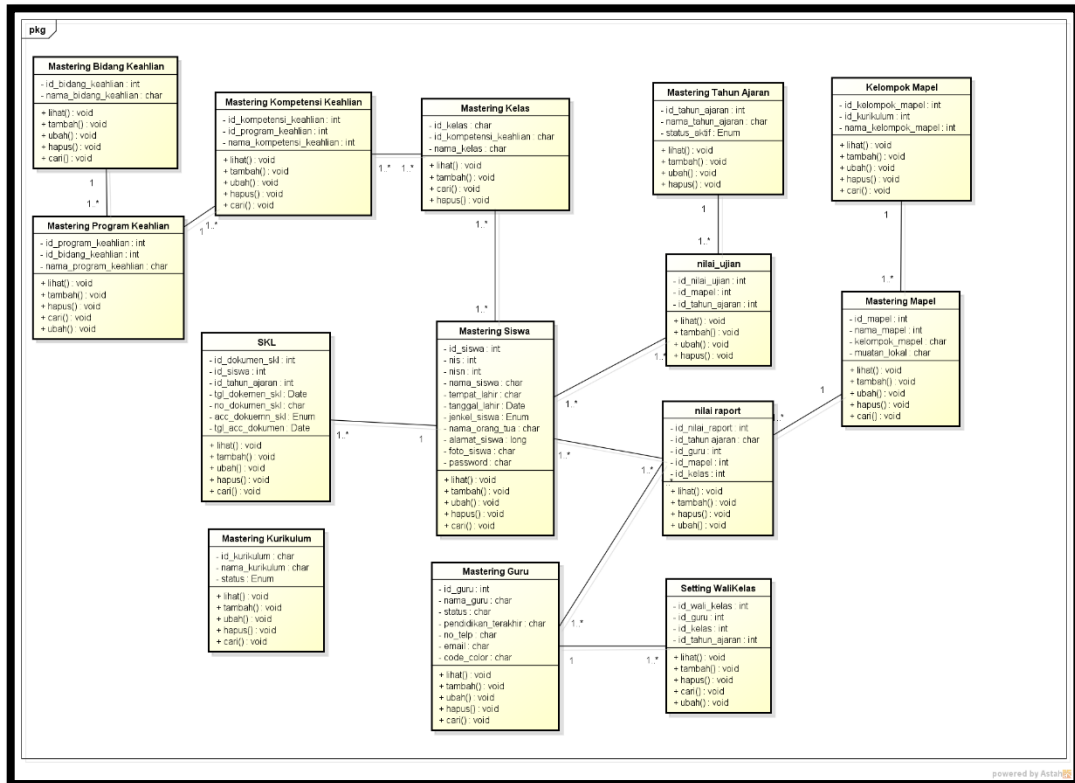 pkg
Mastering Bidang Keahlian
- id_bidang_keahlian : int
- nama_bidang_keahlian : char
+ lihat() : void
+ tambah() : void
+ ubah() : void
+ hapus() : void
+ cari() : void
1
1..*
Mastering Program Keahlian
- id_program_keahlian : int
- id_bidang_keahlian : int
- nama_program_keahlian : char
+ lihat() : void
+ tambah() : void
+ hapus() : void
+ cari() : void
+ ubah() : void
1
1..*
Mastering Kompetensi Keahlian
- id_kompetensi_keahlian : int
- id_program_keahlian : int
- nama_kompetensi_keahlian : int
+ lihat() : void
+ tambah() : void
+ ubah() : void
+ hapus() : void
+ cari() : void
1..*
1..*
Mastering Kelas
- id_kelas : char
- id_kompetensi_keahlian : char
- nama_kelas : char
+ lihat() : void
+ tambah() : void
+ cari() : void
+ hapus() : void
1..*
1..*
Mastering Tahun Ajaran
- id_tahun_ajaran : int
- nama_tahun_ajaran : char
- status_aktif : Enum
+ lihat() : void
+ tambah() : void
+ ubah() : void
+ hapus() : void
1
1..*
Kelompok Mapel
- id_kelompok_mapel : int
- id_kurikulum : int
- nama_kelompok_mapel : int
+ lihat() : void
+ tambah() : void
+ ubah() : void
+ hapus() : void
+ cari() : void
1
1..*
nilai_ujian
- id_nilai_ujian : int
- id_mapel : int
- id_tahun_ajaran : int
+ lihat() : void
+ tambah() : void
+ ubah() : void
+ hapus() : void
1..*
Mastering Mapel
- id_mapel : int
- nama_mapel : int
- kelompok_mapel : char
- muatan_lokal : char
+ lihat() : void
+ tambah() : void
+ ubah() : void
+ hapus() : void
+ cari() : void
1
SKL
- id_dokumen_skl : int
- id_siswa : int
- id_tahun_ajaran : int
- tgl_dokemen_skl : Date
- no_dokumen_skl : char
- acc_dokuemn_skl : Enum
- tgl_acc_dokumen : Date
+ lihat() : void
+ tambah() : void
+ ubah() : void
+ hapus() : void
+ cari() : void
1..*
1
Mastering Siswa
- id_siswa : int
- nis : int
- nisn : int
- nama_siswa : char
- tempat_lahir : char
- tanggal_lahir : Date
- jenkel_siswa : Enum
- nama_orang_tua : char
- alamat_siswa : long
- foto_siswa : char
- password : char
+ lihat() : void
+ tambah() : void
+ ubah() : void
+ hapus() : void
+ cari() : void
1..*
1..*
nilai raport
- id_nilai_raport : int
- id_tahun ajaran : char
- id_guru : int
- id_mapel : int
- id_kelas : int
+ lihat() : void
+ tambah() : void
+ hapus() : void
+ ubah() : void
1..*
Mastering Kurikulum
- id_kurikulum : char
- nama_kurikulum : char
- status : Enum
+ lihat() : void
+ tambah() : void
+ ubah() : void
+ hapus() : void
+ cari() : void
Mastering Guru
- id_guru : int
- nama_guru : char
- status : char
- pendidikan_terakhir : char
- no_telp : char
- email : char
- code_color : char
+ lihat() : void
+ tambah() : void
+ ubah() : void
+ hapus() : void
+ cari() : void
1..*
1
1..*
Setting WaliKelas
- id_wali_kelas : int
- id_guru : int
- id_kelas : int
- id_tahun_ajaran : int
+ lihat() : void
+ tambah() : void
+ hapus() : void
+ cari() : void
+ ubah() : void
powered by Astah